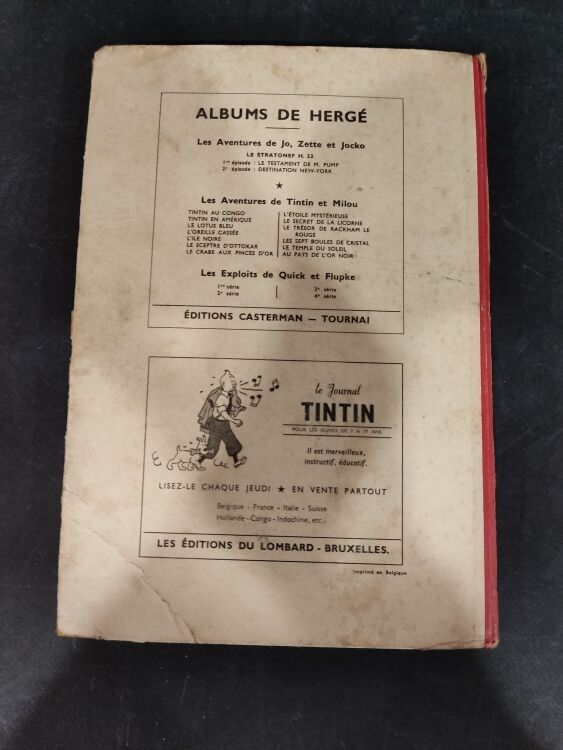 ALBUMS DE HERGÉ
Les Aventures de Jo, Zette et Jocko
LE STRATONEF H. 22
1er épisode : LE TESTAMENT DE M. PUMP
2e épisode : DESTINATION NEW-YORK
★
Les Aventures de Tintin et Milou
TINTIN AU CONGO
TINTIN EN AMÉRIQUE
LE LOTUS BLEU
L'OREILLE CASSÉE
L'ILE NOIRE
LE SCEPTRE D'OTTOKAR
LE CRABE AUX PINCES D'OR
L'ÉTOILE MYSTÉRIEUSE
LE SECRET DE LA LICORNE
LE TRÉSOR DE RACKHAM LE
ROUGE
LES SEPT BOULES DE CRISTAL
LE TEMPLE DU SOLEIL
AU PAYS DE L'OR NOIR
Les Exploits de Quick et Flupke
1re série
2e série
3e série
4e série
ÉDITIONS CASTERMAN — TOURNAI
le Journal
TINTIN
POUR LES JEUNES DE 7 A 77 ANS
Il est merveilleux,
instructif, éducatif.
LISEZ-LE CHAQUE JEUDI ★ EN VENTE PARTOUT
Belgique - France - Italie - Suisse
Hollande - Congo - Indochine, etc..
LES ÉDITIONS DU LOMBARD - BRUXELLES.
Imprimé en Belgique